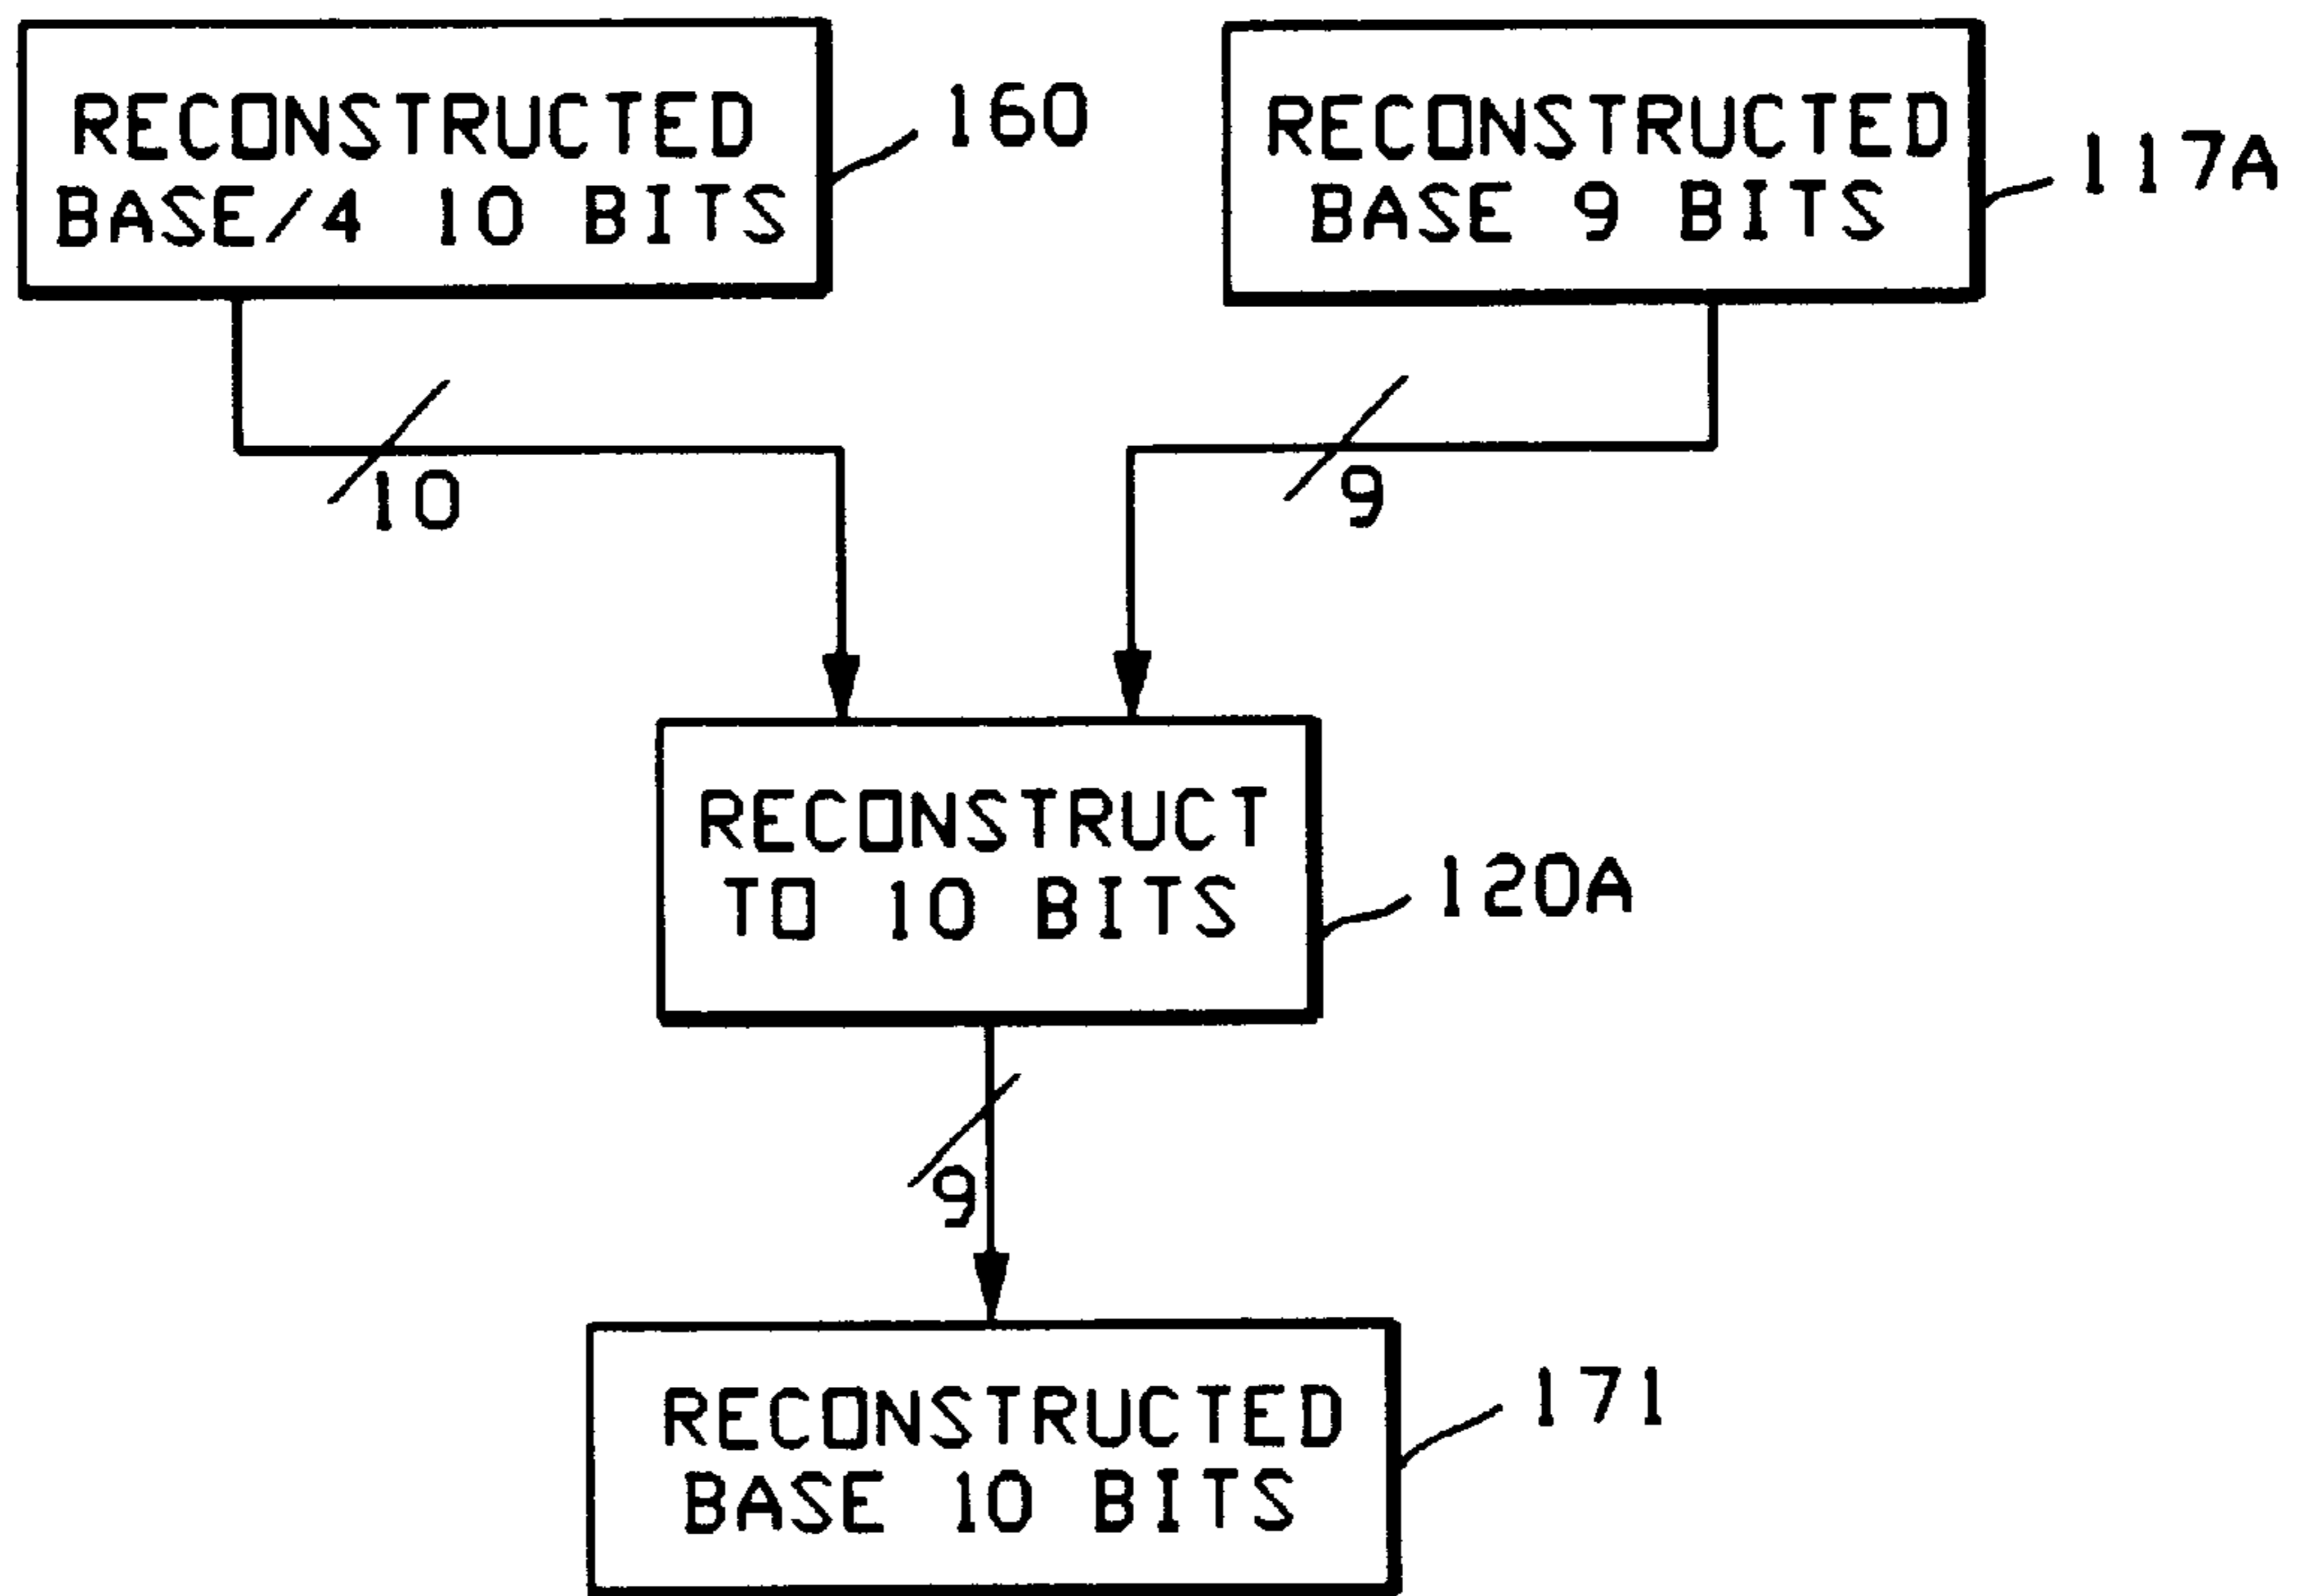 RECONSTRUCTED
BASE/4 10 BITS
160
RECONSTRUCTED
BASE 9 BITS
117A
10
9
RECONSTRUCT
TO 10 BITS
120A
9
RECONSTRUCTED
BASE 10 BITS
171